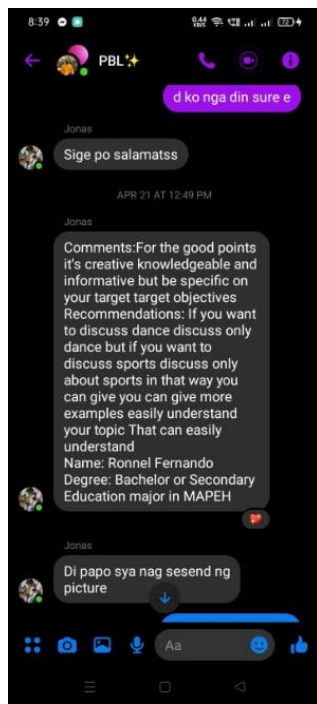 8:39
0.44
KB/S
72
PBL✨
d ko nga din sure e
Jonas
Sige po salamatss
APR 21 AT 12:49 PM
Jonas
Comments:For the good points
it's creative knowledgeable and
informative but be specific on
your target target objectives
Recommendations: If you want
to discuss dance discuss only
dance but if you want to
discuss sports discuss only
about sports in that way you
can give you can give more
examples easily understand
your topic That can easily
understand
Name: Ronnel Fernando
Degree: Bachelor or Secondary
Education major in MAPEH
Jonas
Di papo sya nag sesend ng
picture
Aa